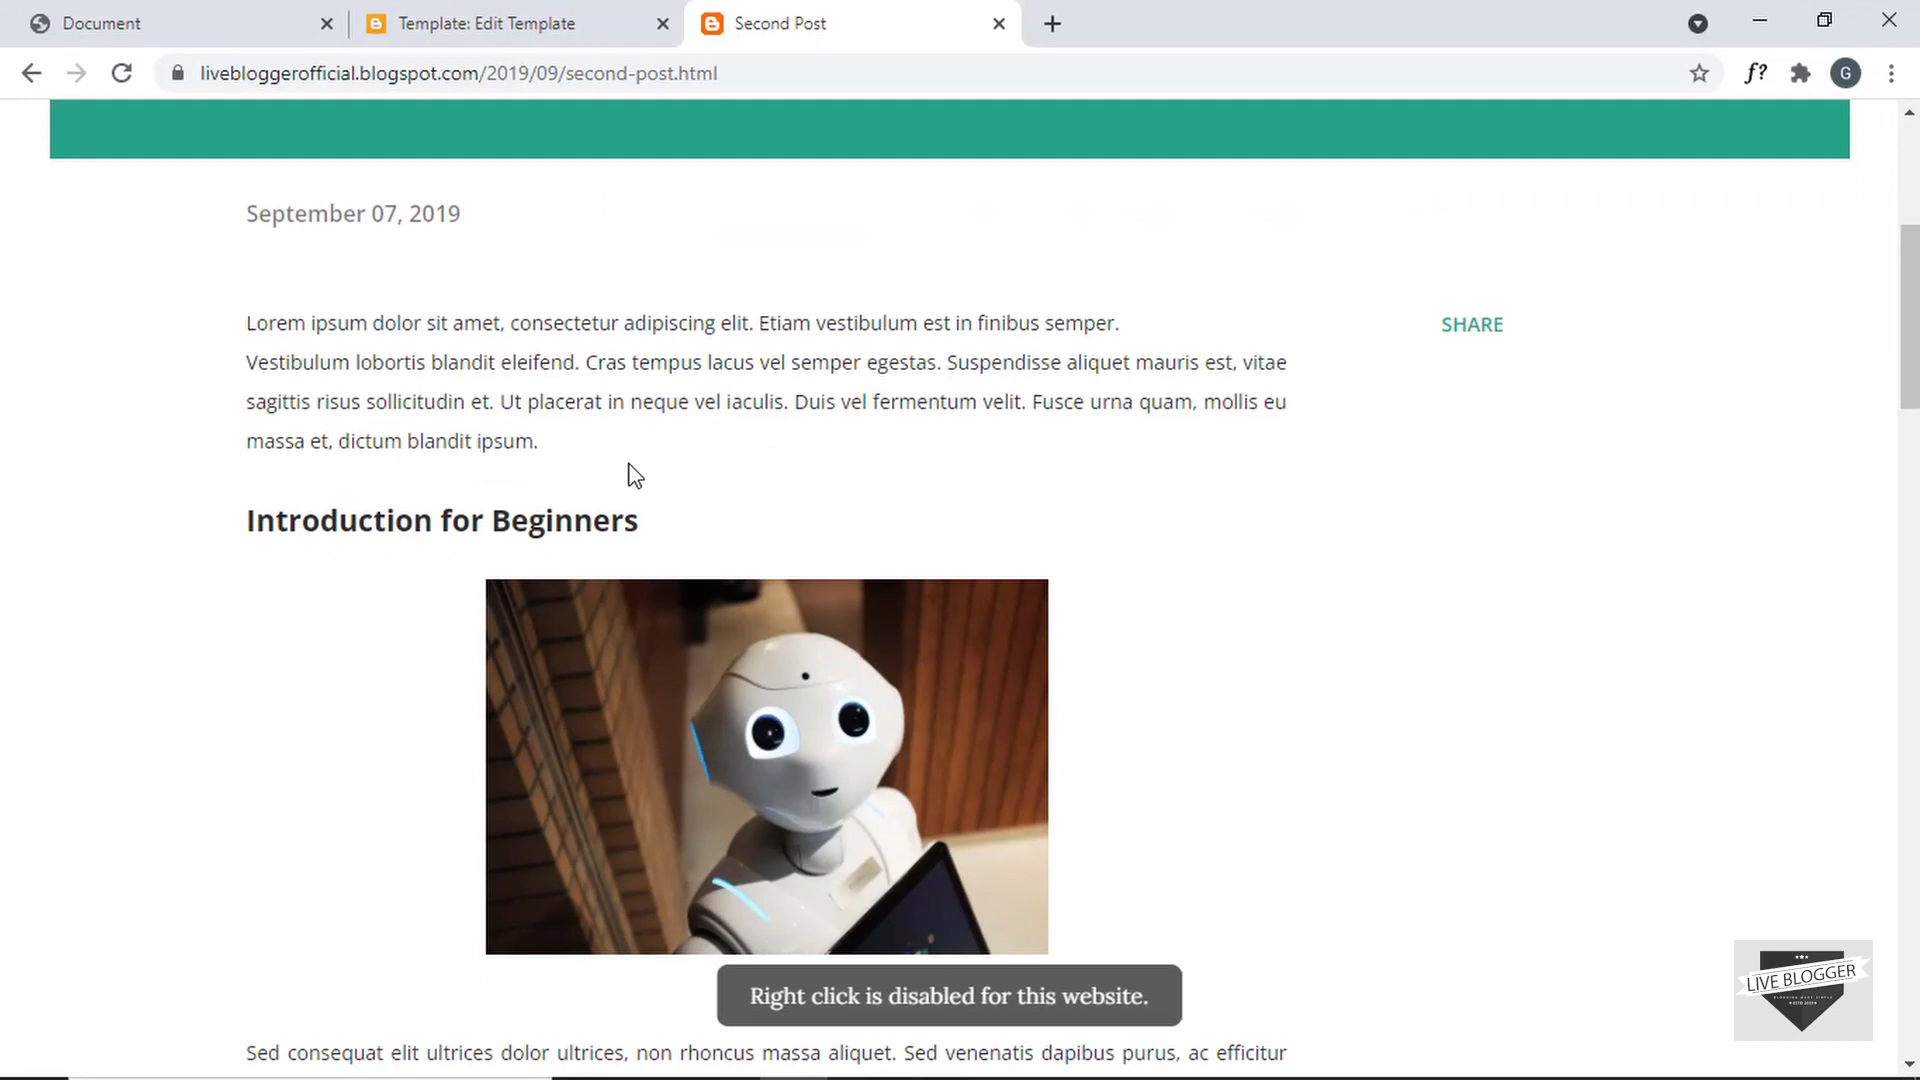 Document
Template: Edit Template
Second Post
livebloggerofficial.blogspot.com/2019/09/second-post.html
f?
G
September 07, 2019
Lorem ipsum dolor sit amet, consectetur adipiscing elit. Etiam vestibulum est in finibus semper.
SHARE
Vestibulum lobortis blandit eleifend. Cras tempus lacus vel semper egestas. Suspendisse aliquet mauris est, vitae
sagittis risus sollicitudin et. Ut placerat in neque vel iaculis. Duis vel fermentum velit. Fusce urna quam, mollis eu
massa et, dictum blandit ipsum.
Introduction for Beginners
Right click is disabled for this website.
LIVE BLOGGER
Sed consequat elit ultrices dolor ultrices, non rhoncus massa aliquet. Sed venenatis dapibus purus, ac efficitur